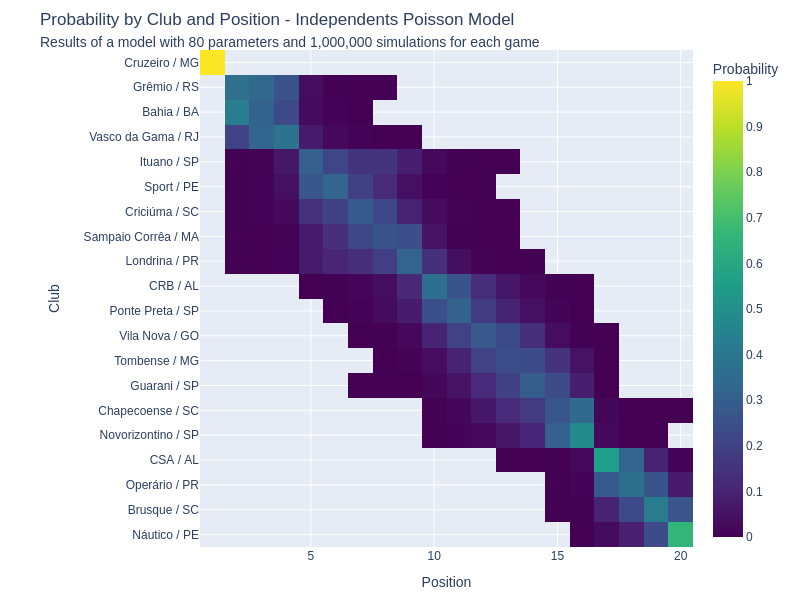 Probability by Club and Position - Independents Poisson Model
Results of a model with 80 parameters and 1,000,000 simulations for each game
Probability
Club
Cruzeiro / MG
Grêmio / RS
Bahia / BA
Vasco da Gama / RJ
Ituano / SP
Sport / PE
Criciúma / SC
Sampaio Corrêa / MA
Londrina / PR
CRB / AL
Ponte Preta / SP
Vila Nova / GO
Tombense / MG
Guarani / SP
Chapecoense / SC
Novorizontino / SP
CSA / AL
Operário / PR
Brusque / SC
Náutico / PE
1
0.9
0.8
0.7
0.6
0.5
0.4
0.3
0.2
0.1
0
5 10 15 20
Position